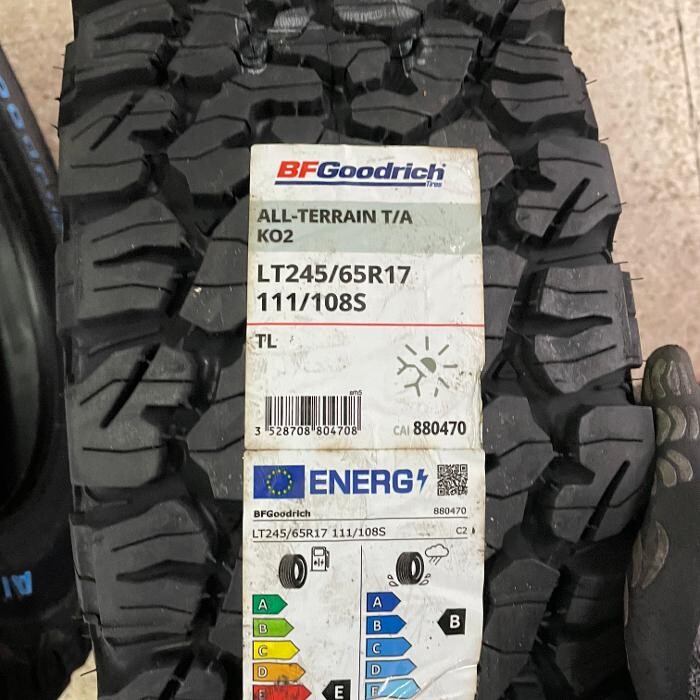 BFGoodrich
Tires
ALL-TERRAIN T/A
KO2
LT245/65R17
111/108S
TL
sm5
3 528708 804708
CAI 880470
ENERG
BFGoodrich 880470
LT245/65R17 111/108S C2
A A
B B B
C C
D D
E E E